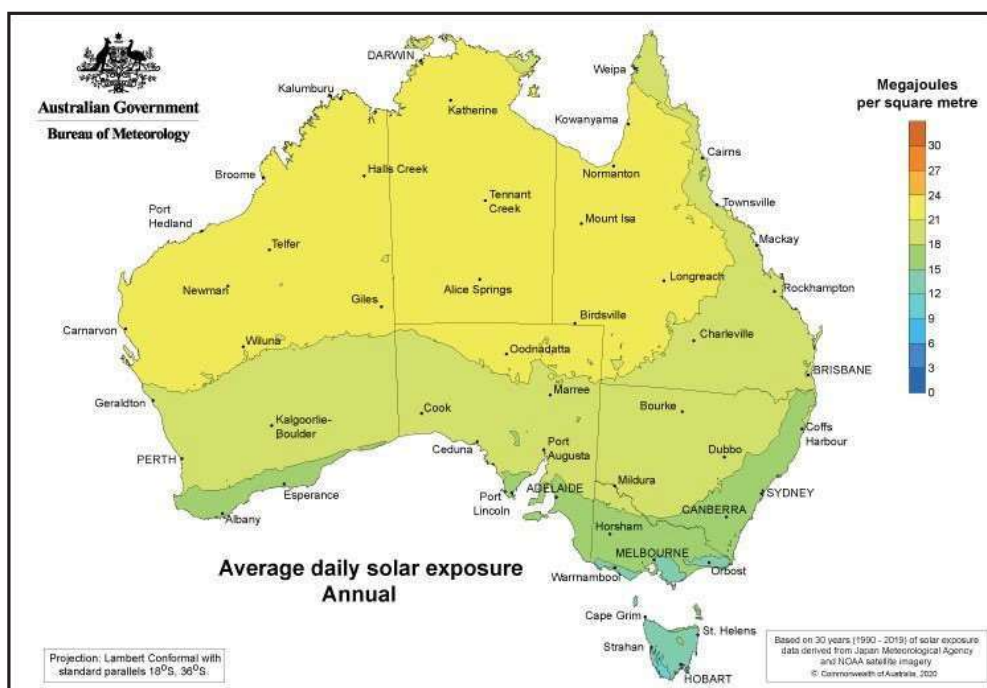 Australian Government
Bureau of Meteorology
DARWIN
Weipa
Kalumburu
Katherine
Kowanyama
Cairns
Broome
Halls Creek
Normanton
Tennant
Creek
Townsville
Port
Hedland
Mount Isa
Mackay
Telfer
Newman
Alice Springs
Longreach
Rockhampton
Giles
Carnarvon
Birdsville
Wiluna
Charleville
Oodnadatta
BRISBANE
Marree
Geraldton
Cook
Bourke
Kalgoorlie-
Boulder
Coffs
Harbour
Ceduna
Port
Augusta
Dubbo
PERTH
Mildura
Esperance
Port
Lincoln
ADELAIDE
SYDNEY
Albany
CANBERRA
Horsham
MELBOURNE
Warrnambool
Orbost
Cape Grim
St. Helens
Strahan
HOBART
Megajoules
per square metre
30
27
24
21
18
15
12
9
6
3
0
Average daily solar exposure
Annual
Projection: Lambert Conformal with
standard parallels 18⁰S, 36⁰S.
Based on 30 years (1990 - 2019) of solar exposure
data derived from Japan Meteorological Agency
and NOAA satellite imagery
© Commonwealth of Australia, 2020